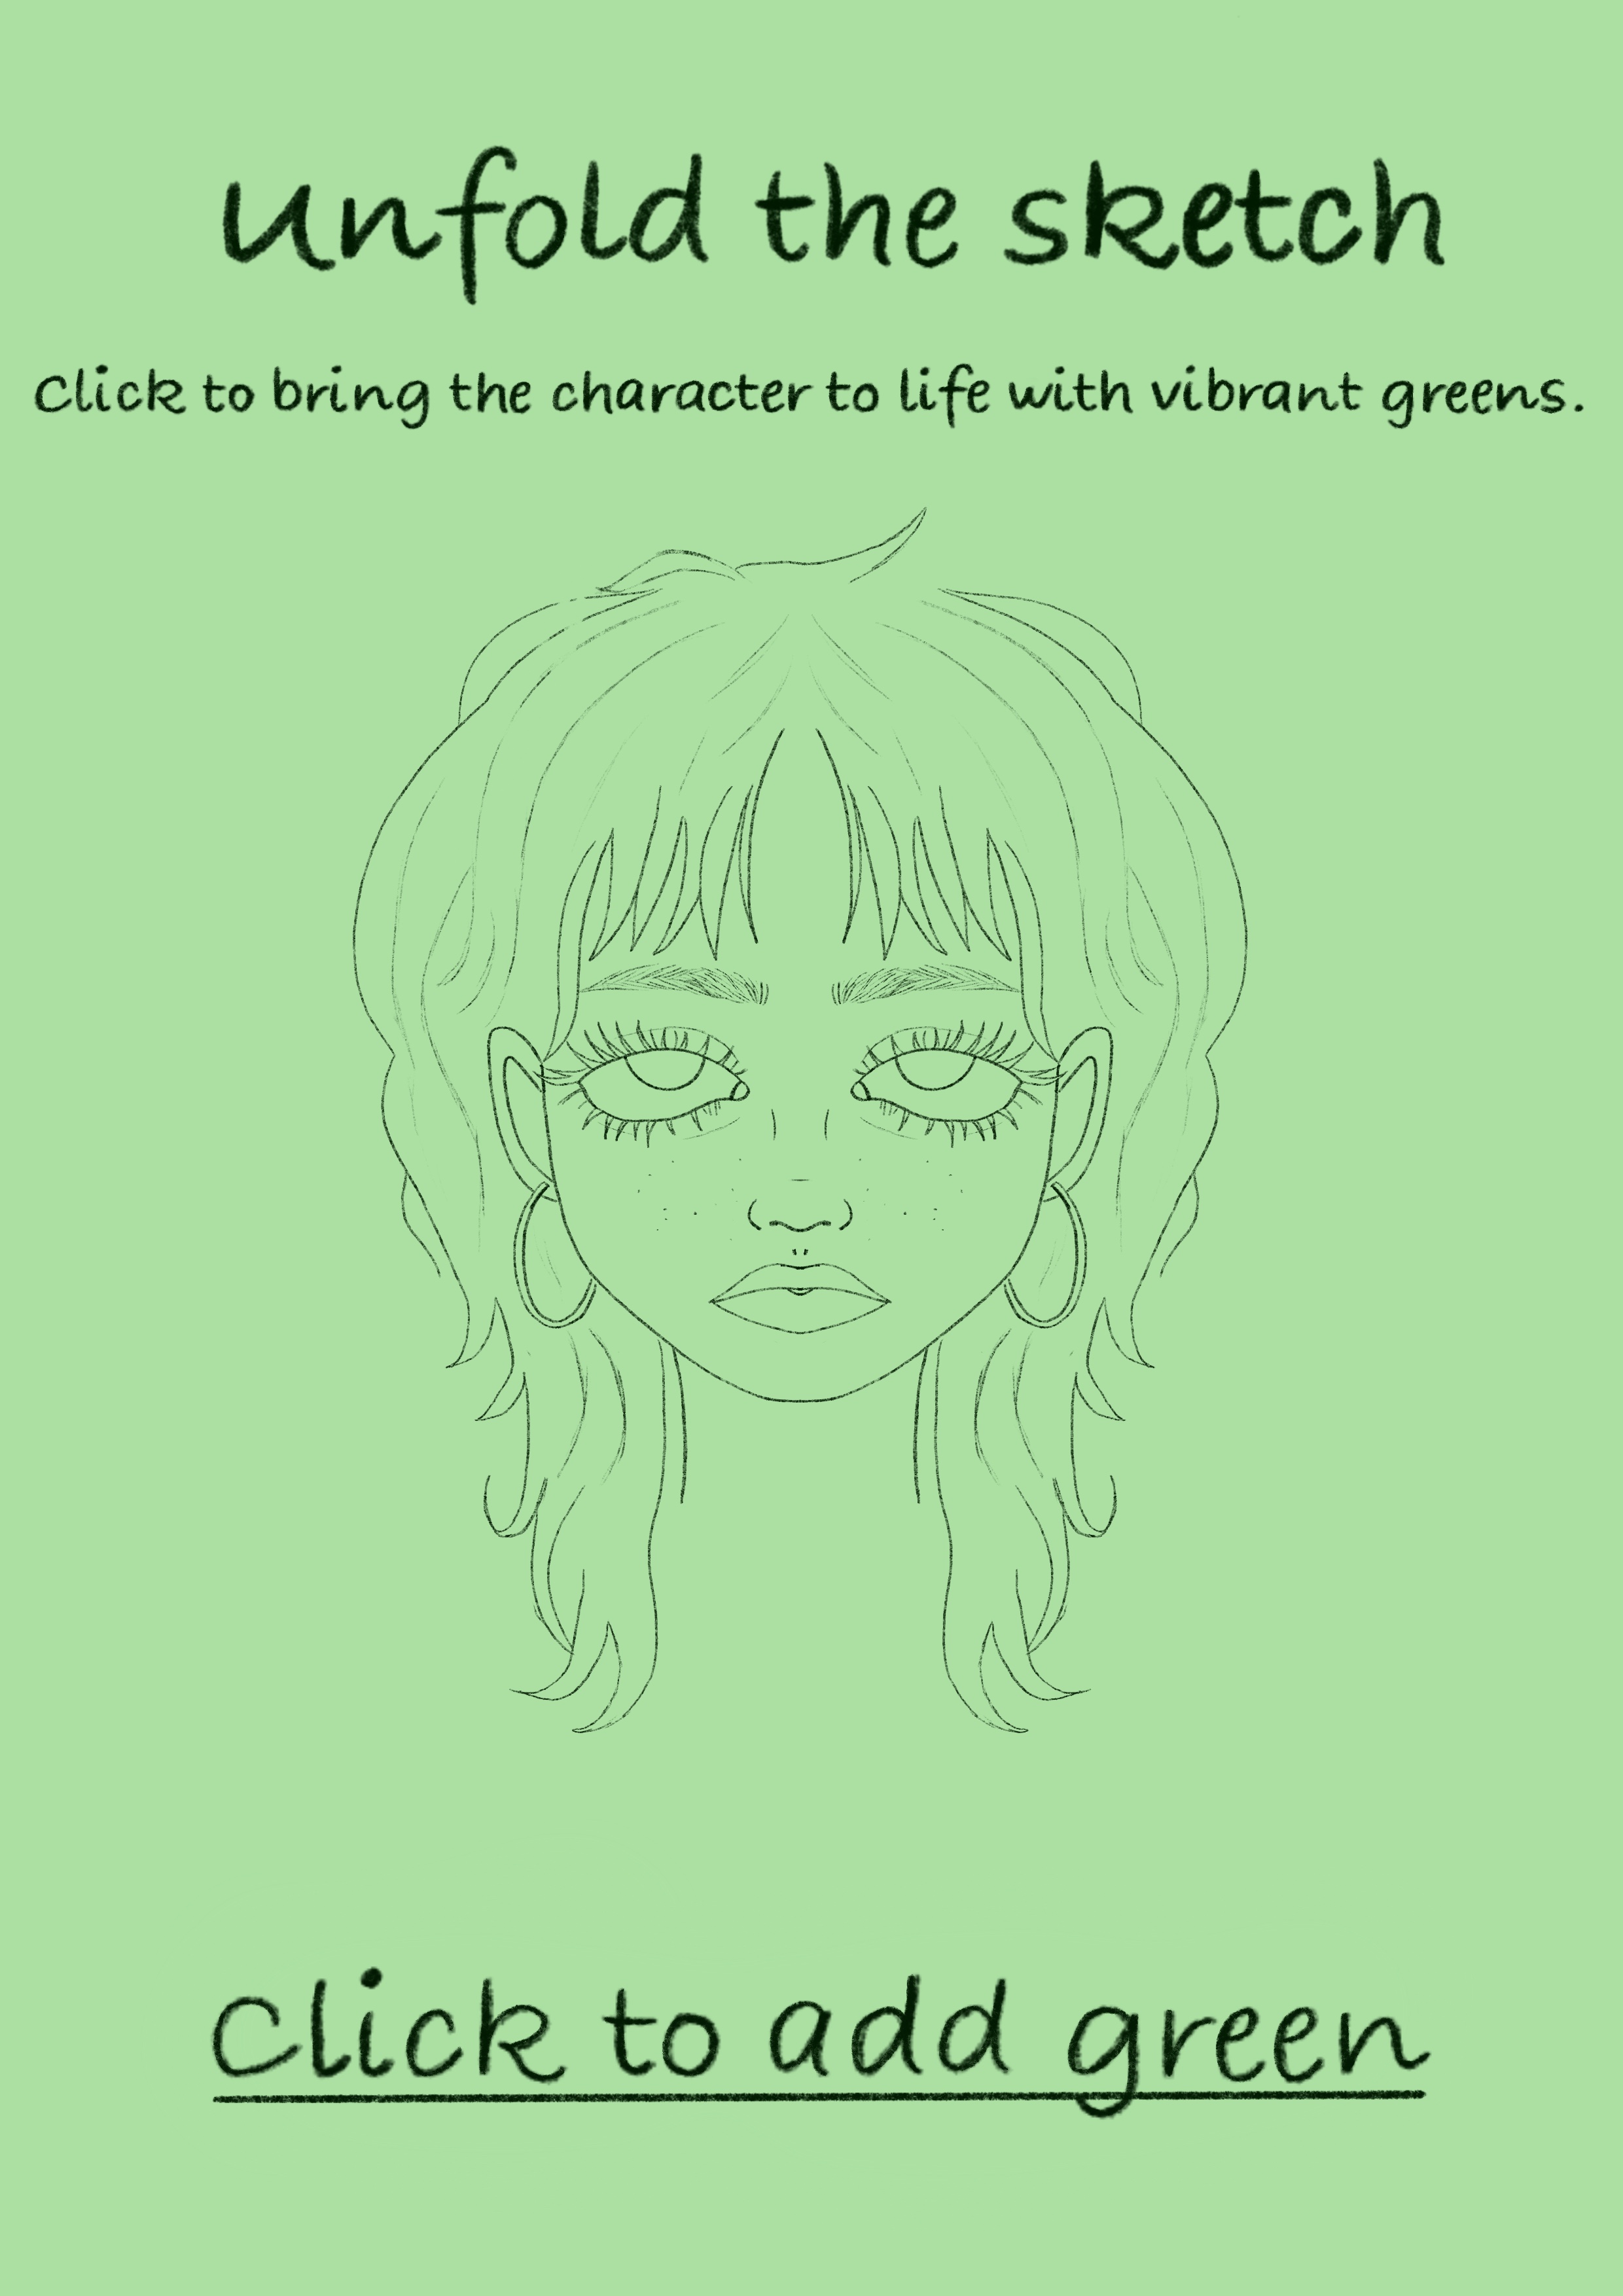 Unfold the sketch
Click to bring the character to life with vibrant greens.
Click to add green